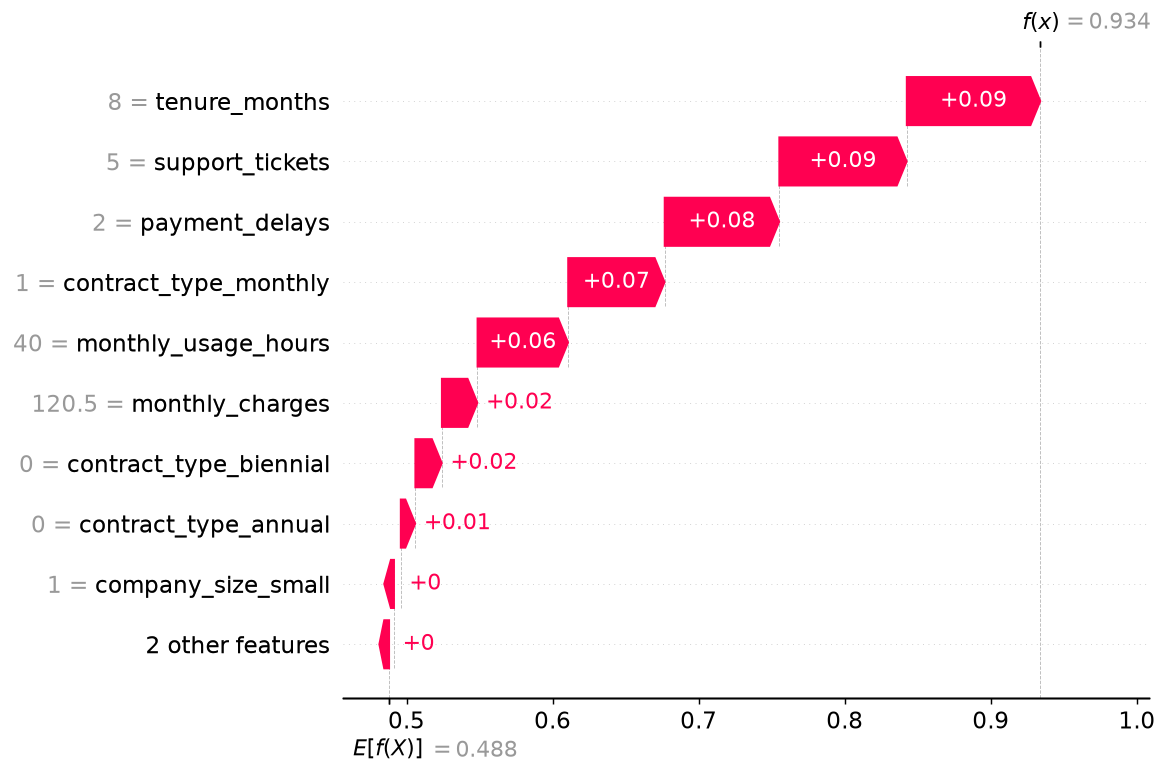 f(x) = 0.934
8 = tenure_months
+0.09
5 = support_tickets
+0.09
2 = payment_delays
+0.08
1 = contract_type_monthly
+0.07
40 = monthly_usage_hours
+0.06
120.5 = monthly_charges
+0.02
0 = contract_type_biennial
+0.02
0 = contract_type_annual
+0.01
1 = company_size_small
+0
2 other features
+0
0.5 0.6 0.7 0.8 0.9 1.0
E[f(X)] = 0.488